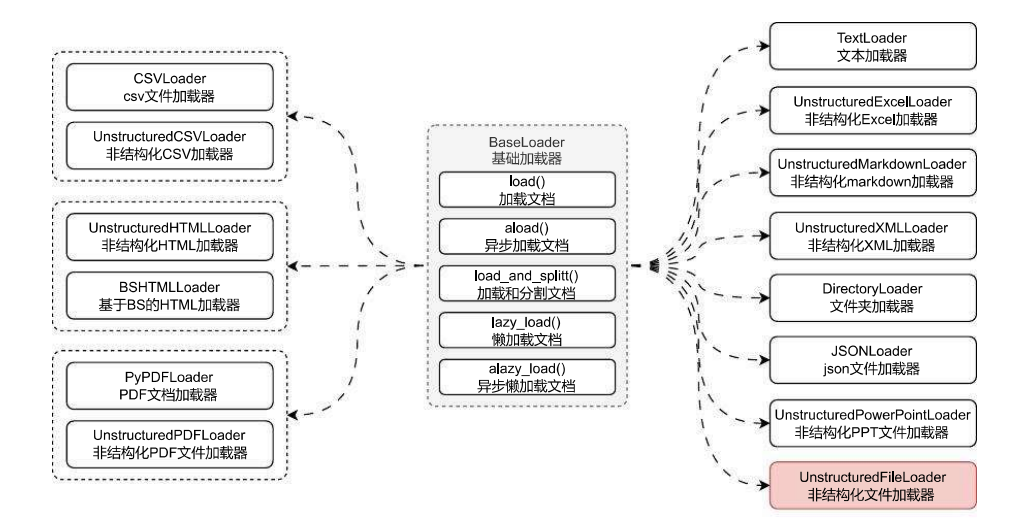 CSVLoader
csv文件加载器
UnstructuredCSVLoader
非结构化CSV加载器
UnstructuredHTMLLoader
非结构化HTML加载器
BSHTMLLoader
基于BS的HTML加载器
PyPDFLoader
PDF文档加载器
UnstructuredPDFLoader
非结构化PDF文件加载器
BaseLoader
基础加载器
load()
加载文档
aload()
异步加载文档
load_and_splitt()
加载和分割文档
lazy_load()
懒加载文档
alazy_load()
异步懒加载文档
TextLoader
文本加载器
UnstructuredExcelLoader
非结构化Excel加载器
UnstructuredMarkdownLoader
非结构化markdown加载器
UnstructuredXMLLoader
非结构化XML加载器
DirectoryLoader
文件夹加载器
JSONLoader
json文件加载器
UnstructuredPowerPointLoader
非结构化PPT文件加载器
UnstructuredFileLoader
非结构化文件加载器